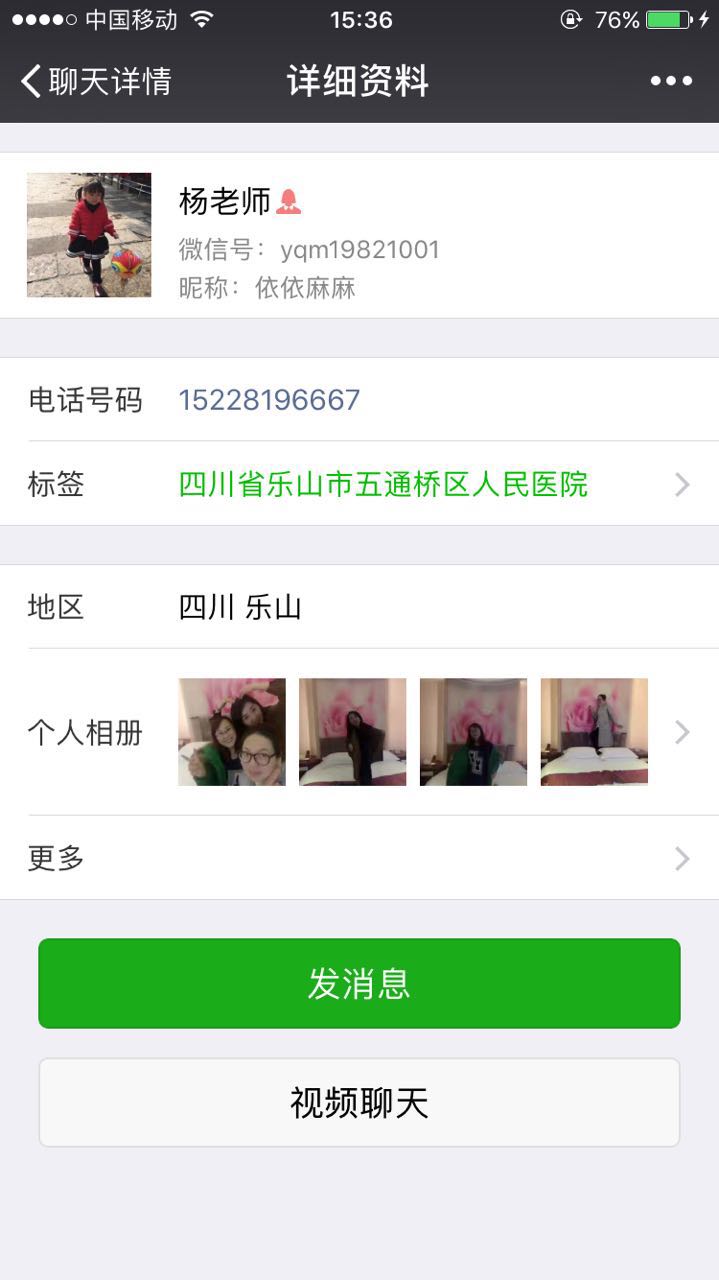 中国移动 15:36 76%
聊天详情 详细资料
杨老师
微信号：yqm19821001
昵称：依依麻麻
电话号码 15228196667
标签 四川省乐山市五通桥区人民医院
地区 四川 乐山
个人相册
更多
发消息
视频聊天